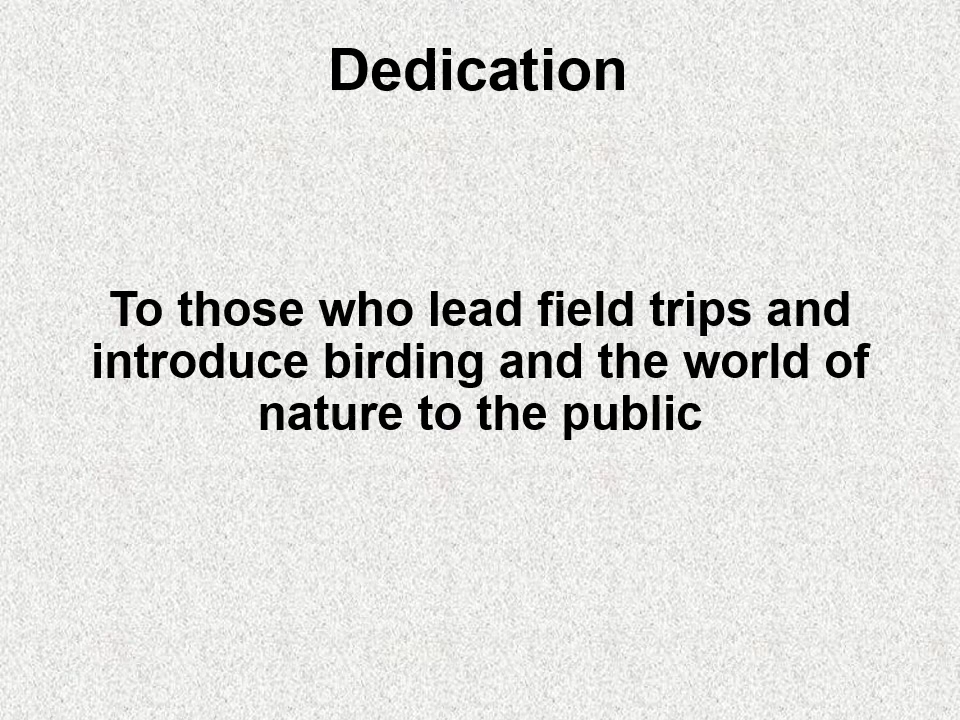 Dedication
To those who lead field trips and
introduce birding and the world of
nature to the public